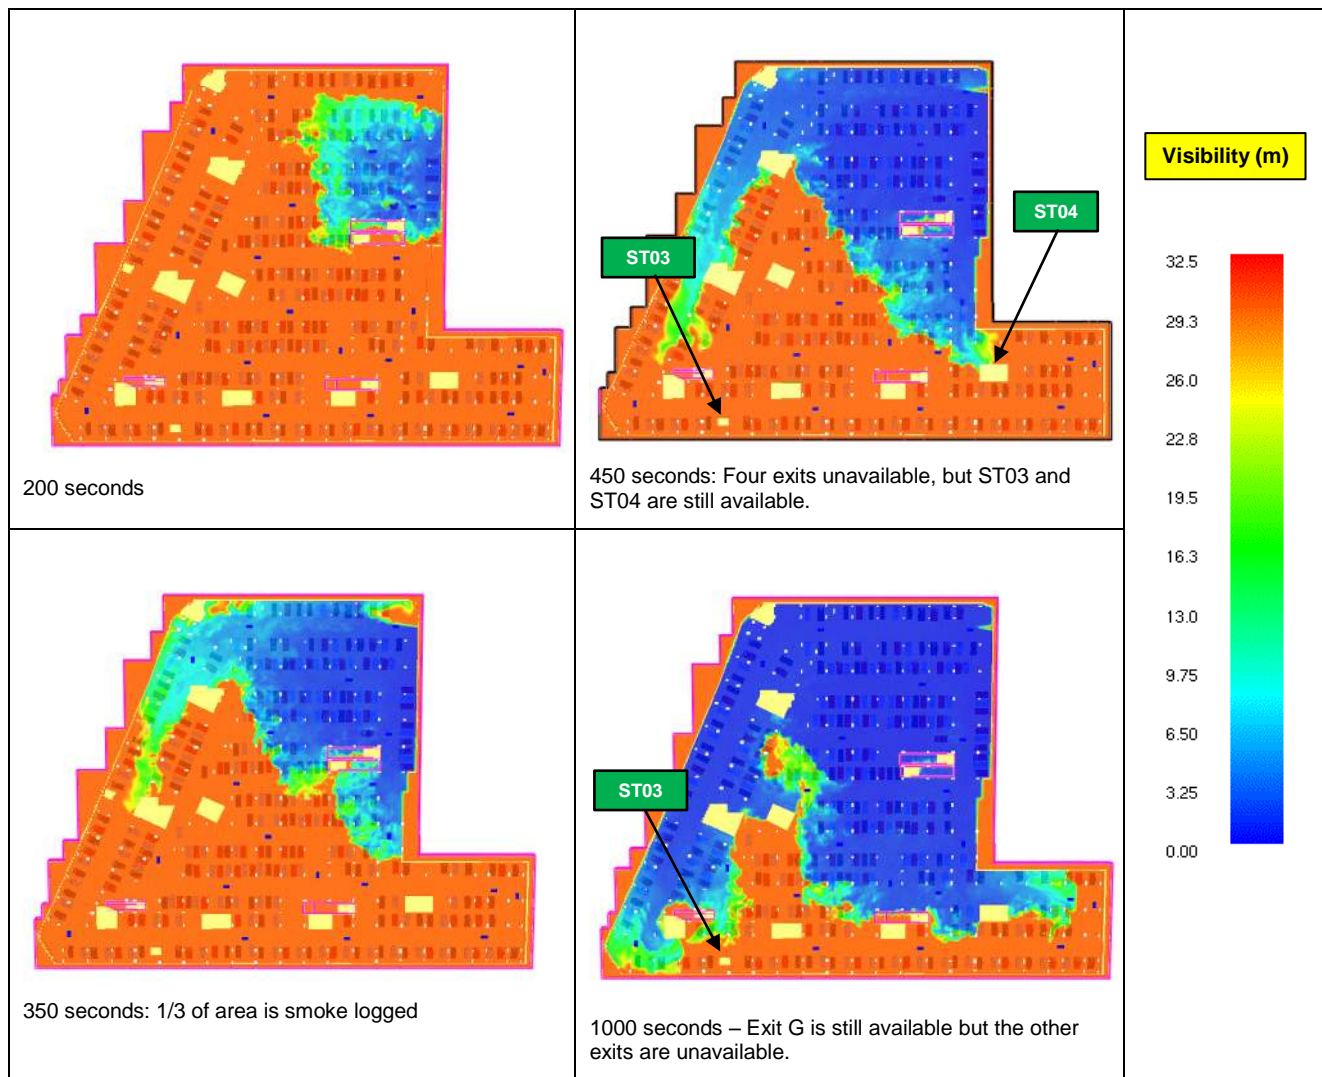 200 seconds
ST03
ST04
450 seconds: Four exits unavailable, but ST03 and
ST04 are still available.
350 seconds: 1/3 of area is smoke logged
ST03
1000 seconds – Exit G is still available but the other
exits are unavailable.
Visibility (m)
32.5
29.3
26.0
22.8
19.5
16.3
13.0
9.75
6.50
3.25
0.00